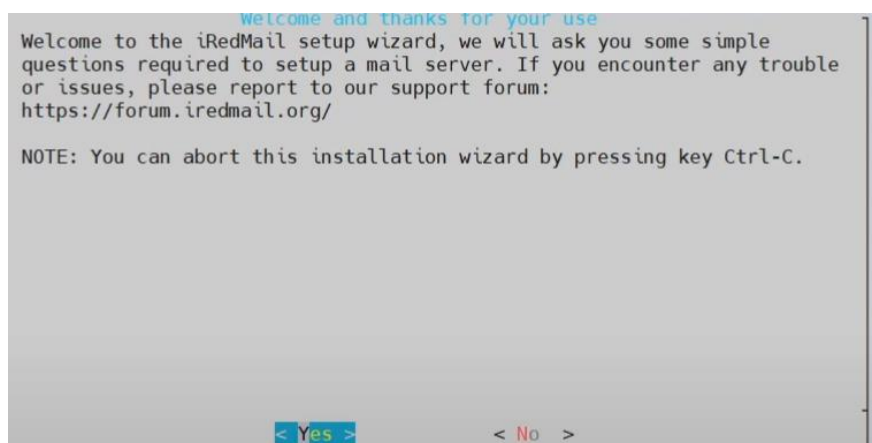 Welcome and thanks for your use
Welcome to the iRedMail setup wizard, we will ask you some simple
questions required to setup a mail server. If you encounter any trouble
or issues, please report to our support forum:
https://forum.iredmail.org/
NOTE: You can abort this installation wizard by pressing key Ctrl-C.
< Yes > < No >